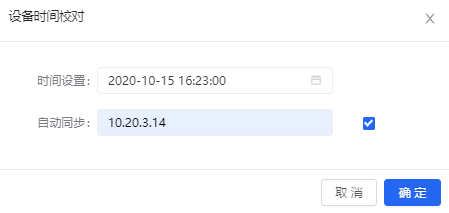 设备时间校对
时间设置: 2020-10-15 16:23:00
自动同步: 10.20.3.14
取 消 确 定